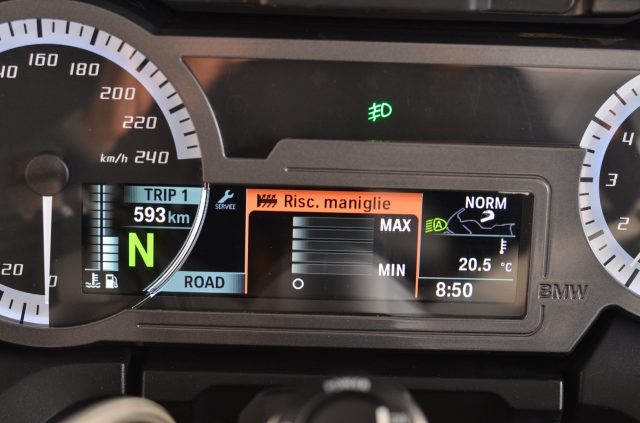 40 160 180
200
220
km/h 240
TRIP 1
593 km
N
SERVICE
ROAD
Risc. maniglie
MAX
MIN
NORM
A
20.5 °C
8:50
BMW
20 0
4
3
2